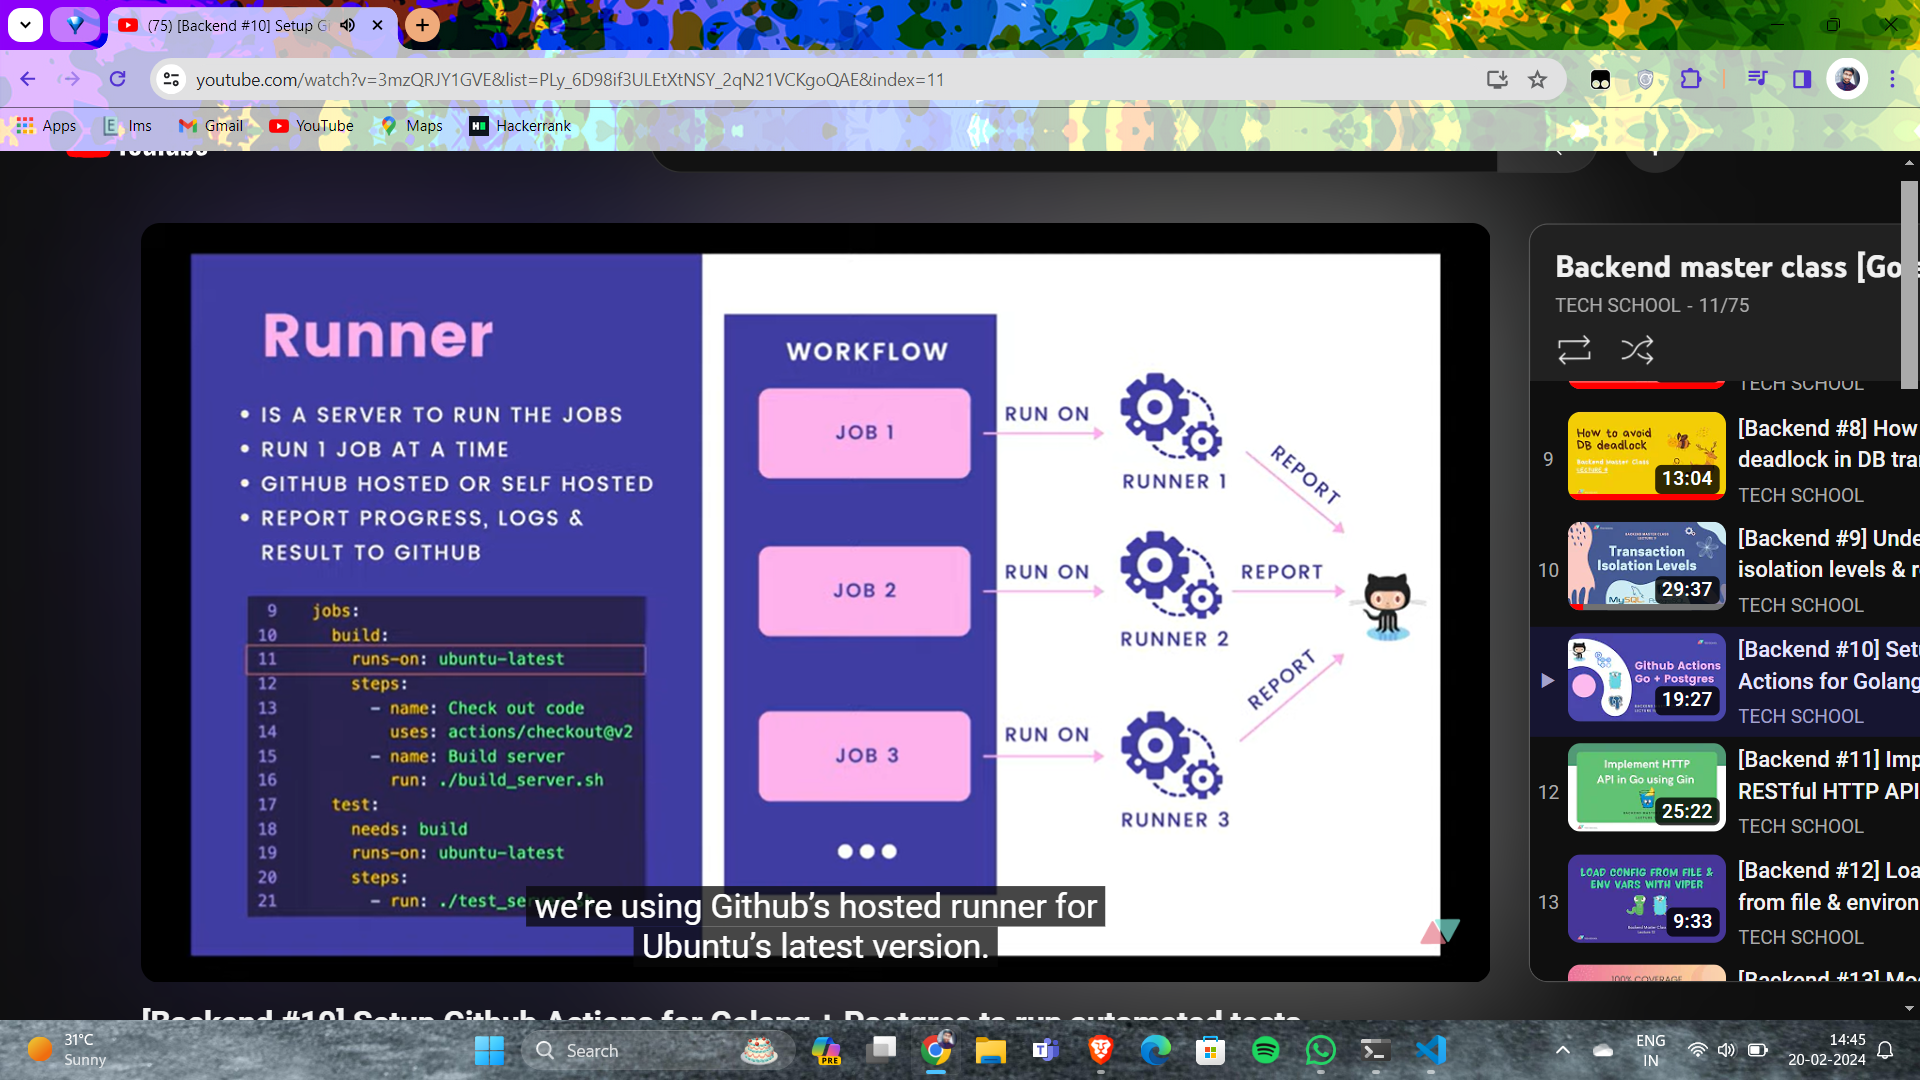 (75) [Backend #10] Setup Gi
youtube.com/watch?v=3mzQRJY1GVE&list=PLy_6D98if3ULEtXtNSY_2qN21VCKgoQAE&index=11
Apps
lms
Gmail
YouTube
Maps
Hackerrank
Runner
• IS A SERVER TO RUN THE JOBS
• RUN 1 JOB AT A TIME
• GITHUB HOSTED OR SELF HOSTED
• REPORT PROGRESS, LOGS &
RESULT TO GITHUB
9 jobs:
10 build:
11 runs-on: ubuntu-latest
12 steps:
13 - name: Check out code
14 uses: actions/checkout@v2
15 - name: Build server
16 run: ./build_server.sh
17 test:
18 needs: build
19 runs-on: ubuntu-latest
20 steps:
21 - run: ./test_se
WORKFLOW
JOB 1
RUN ON
RUNNER 1
REPORT
JOB 2
RUN ON
RUNNER 2
REPORT
JOB 3
RUN ON
RUNNER 3
REPORT
we're using Github's hosted runner for
Ubuntu's latest version.
[Backend #10] Setup Github Actions for Golang + Postgres to run automated tests
Backend master class [Go
TECH SCHOOL - 11/75
TECH SCHOOL
9
How to avoid
DB deadlock
Backend Master Class
13:04
[Backend #8] How
deadlock in DB tra
TECH SCHOOL
10
Transaction
Isolation Levels
MySQL
29:37
[Backend #9] Unde
isolation levels & r
TECH SCHOOL
Github Actions
Go + Postgres
19:27
[Backend #10] Set
Actions for Golang
TECH SCHOOL
12
Implement HTTP
API in Go using Gin
25:22
[Backend #11] Imp
RESTful HTTP API
TECH SCHOOL
13
LOAD CONFIG FROM FILE &
ENV VARS WITH VIPER
Backend Master Class
9:33
[Backend #12] Loa
from file & environ
TECH SCHOOL
100% COVERAGE
[Backend #13] Mo
31°C
Sunny
Search
PRE
ENG
IN
14:45
20-02-2024